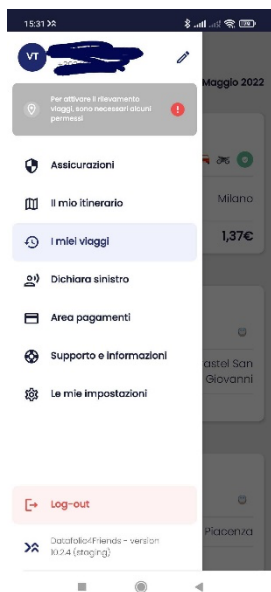 15:31
VT
Maggio 2022
Per attivare il rilevamento
viaggi, sono necessari alcuni
permessi
Assicurazioni
Il mio itinerario
Milano
I miei viaggi
1,37€
Dichiara sinistro
Area pagamenti
Supporto e informazioni
astel San
Giovanni
Le mie impostazioni
Log-out
Datafolio4Friends - version
10.2.4 (staging)
Piacenza